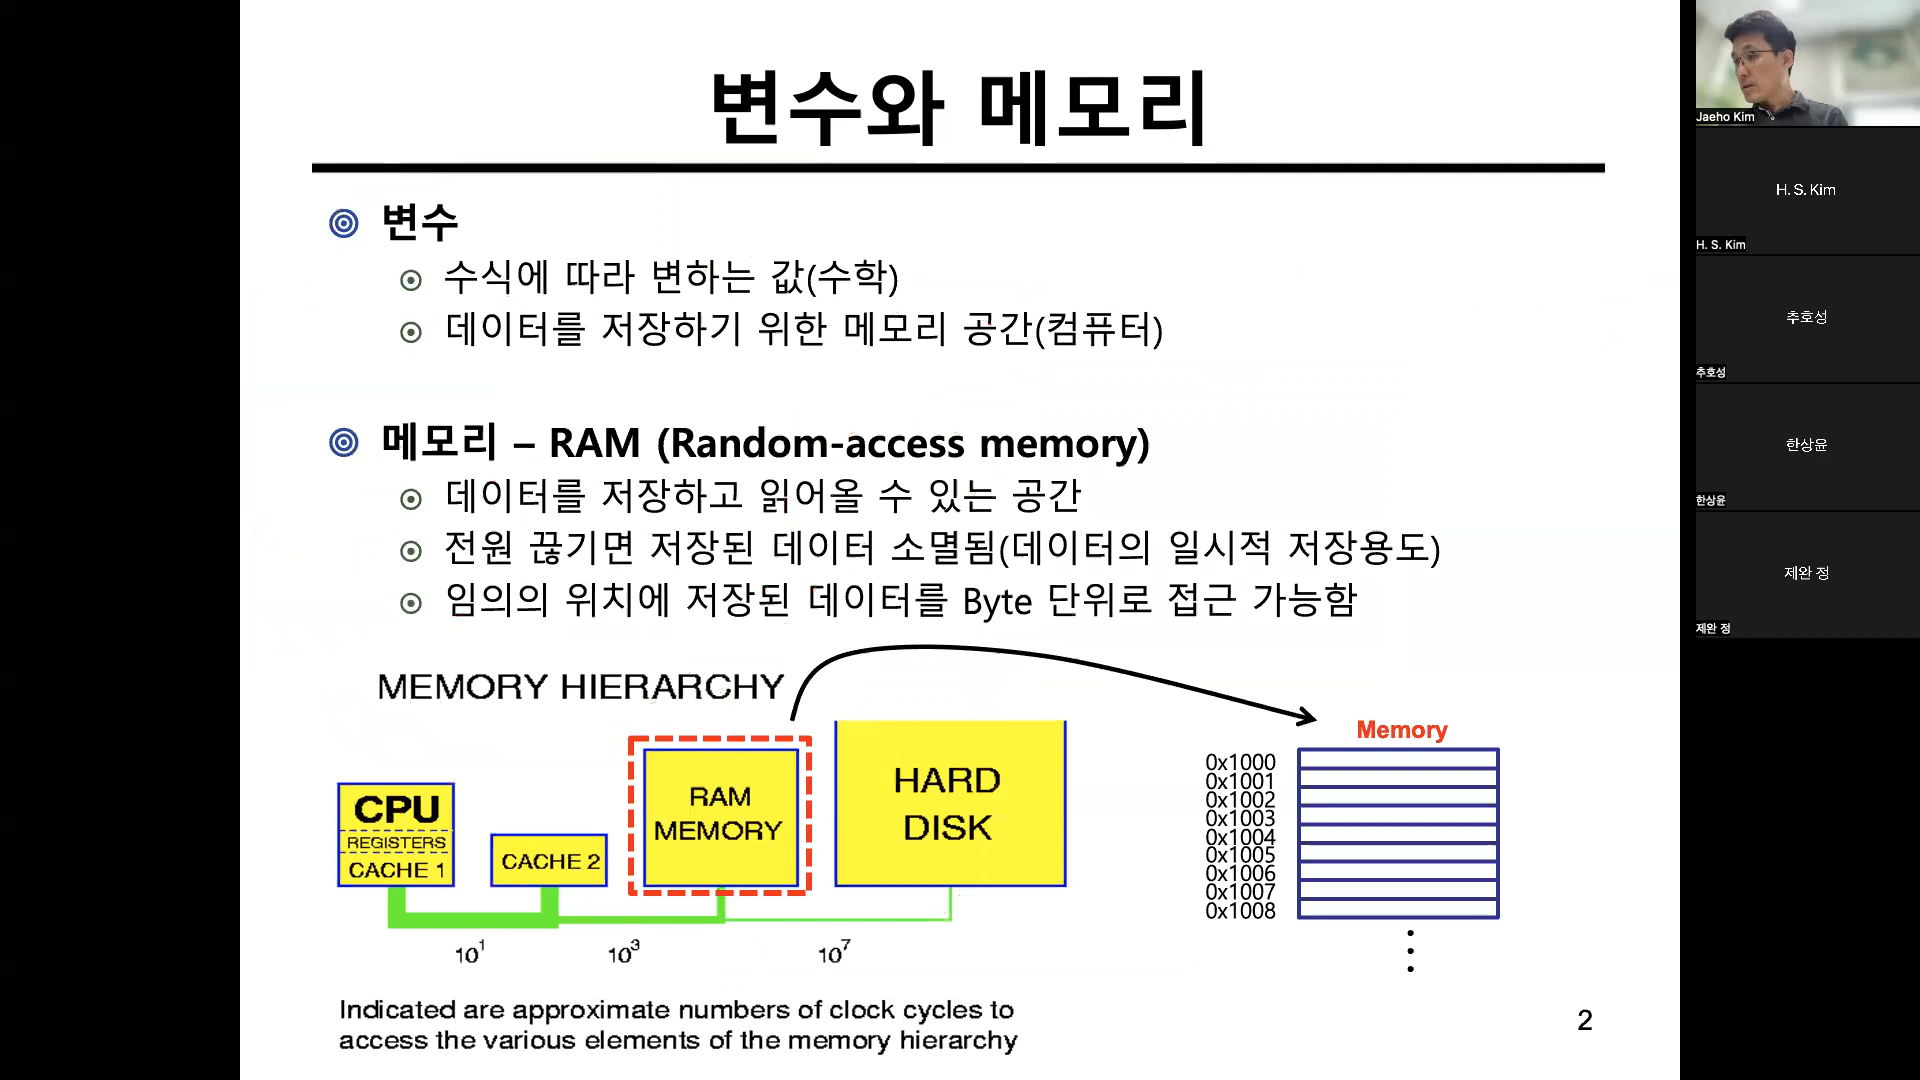 변수와 메모리
변수
수식에 따라 변하는 값(수학)
데이터를 저장하기 위한 메모리 공간(컴퓨터)
메모리 – RAM (Random-access memory)
데이터를 저장하고 읽어올 수 있는 공간
전원 끊기면 저장된 데이터 소멸됨(데이터의 일시적 저장용도)
임의의 위치에 저장된 데이터를 Byte 단위로 접근 가능함
MEMORY HIERARCHY
CPU
REGISTERS
CACHE 1
CACHE 2
RAM
MEMORY
HARD
DISK
10¹
10³
10⁷
Indicated are approximate numbers of clock cycles to
access the various elements of the memory hierarchy
Memory
0x1000
0x1001
0x1002
0x1003
0x1004
0x1005
0x1006
0x1007
0x1008
2
Jaeho Kim
H. S. Kim
H. S. Kim
추호성
추호성
한상윤
한상윤
제완 정
제완 정